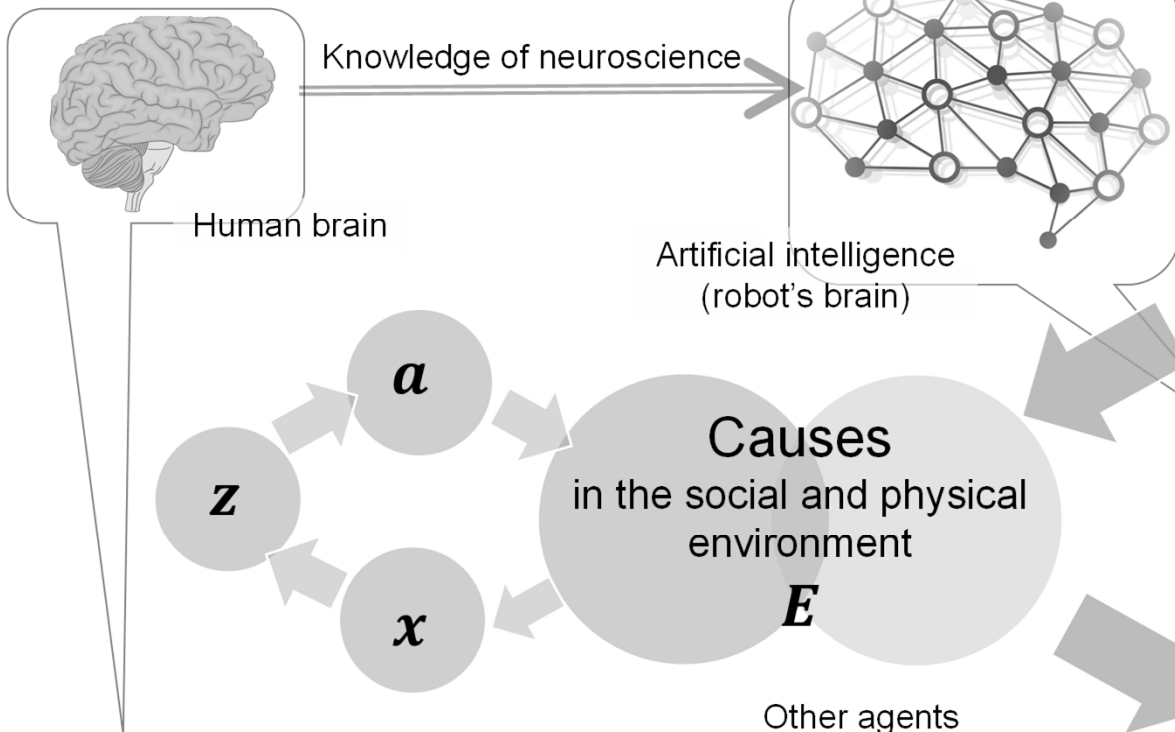 Knowledge of neuroscience
Human brain
Artificial intelligence
(robot's brain)
a
z
x
Causes
in the social and physical
environment
E
Other agents